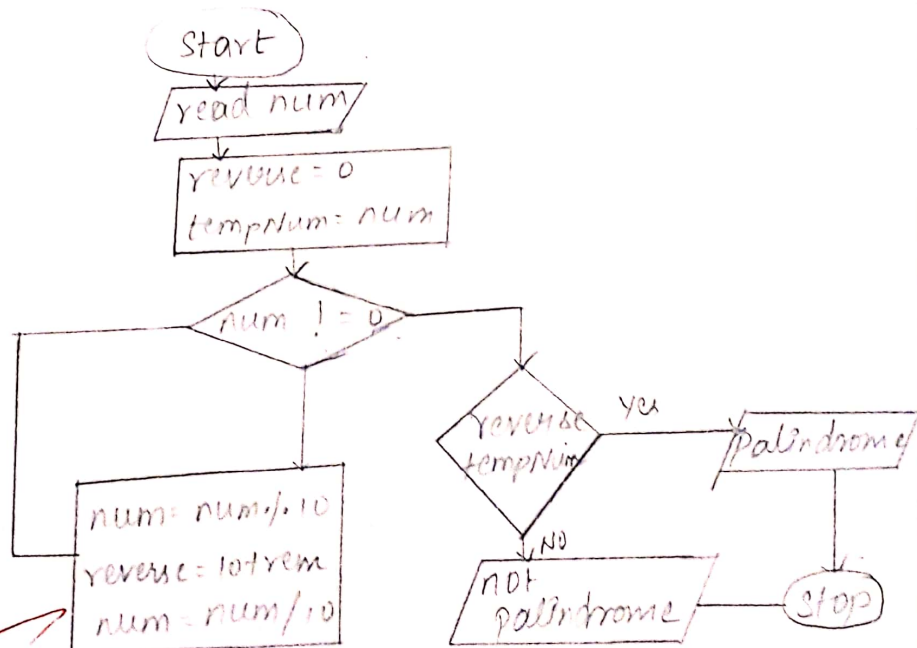 Start
read num
reverse = 0
tempNum = num
num ! = 0
reverse
tempNum
Yes
palindrome
num = num % 10
reverse = 10+rem
num = num / 10
NO
not
palindrome
Stop